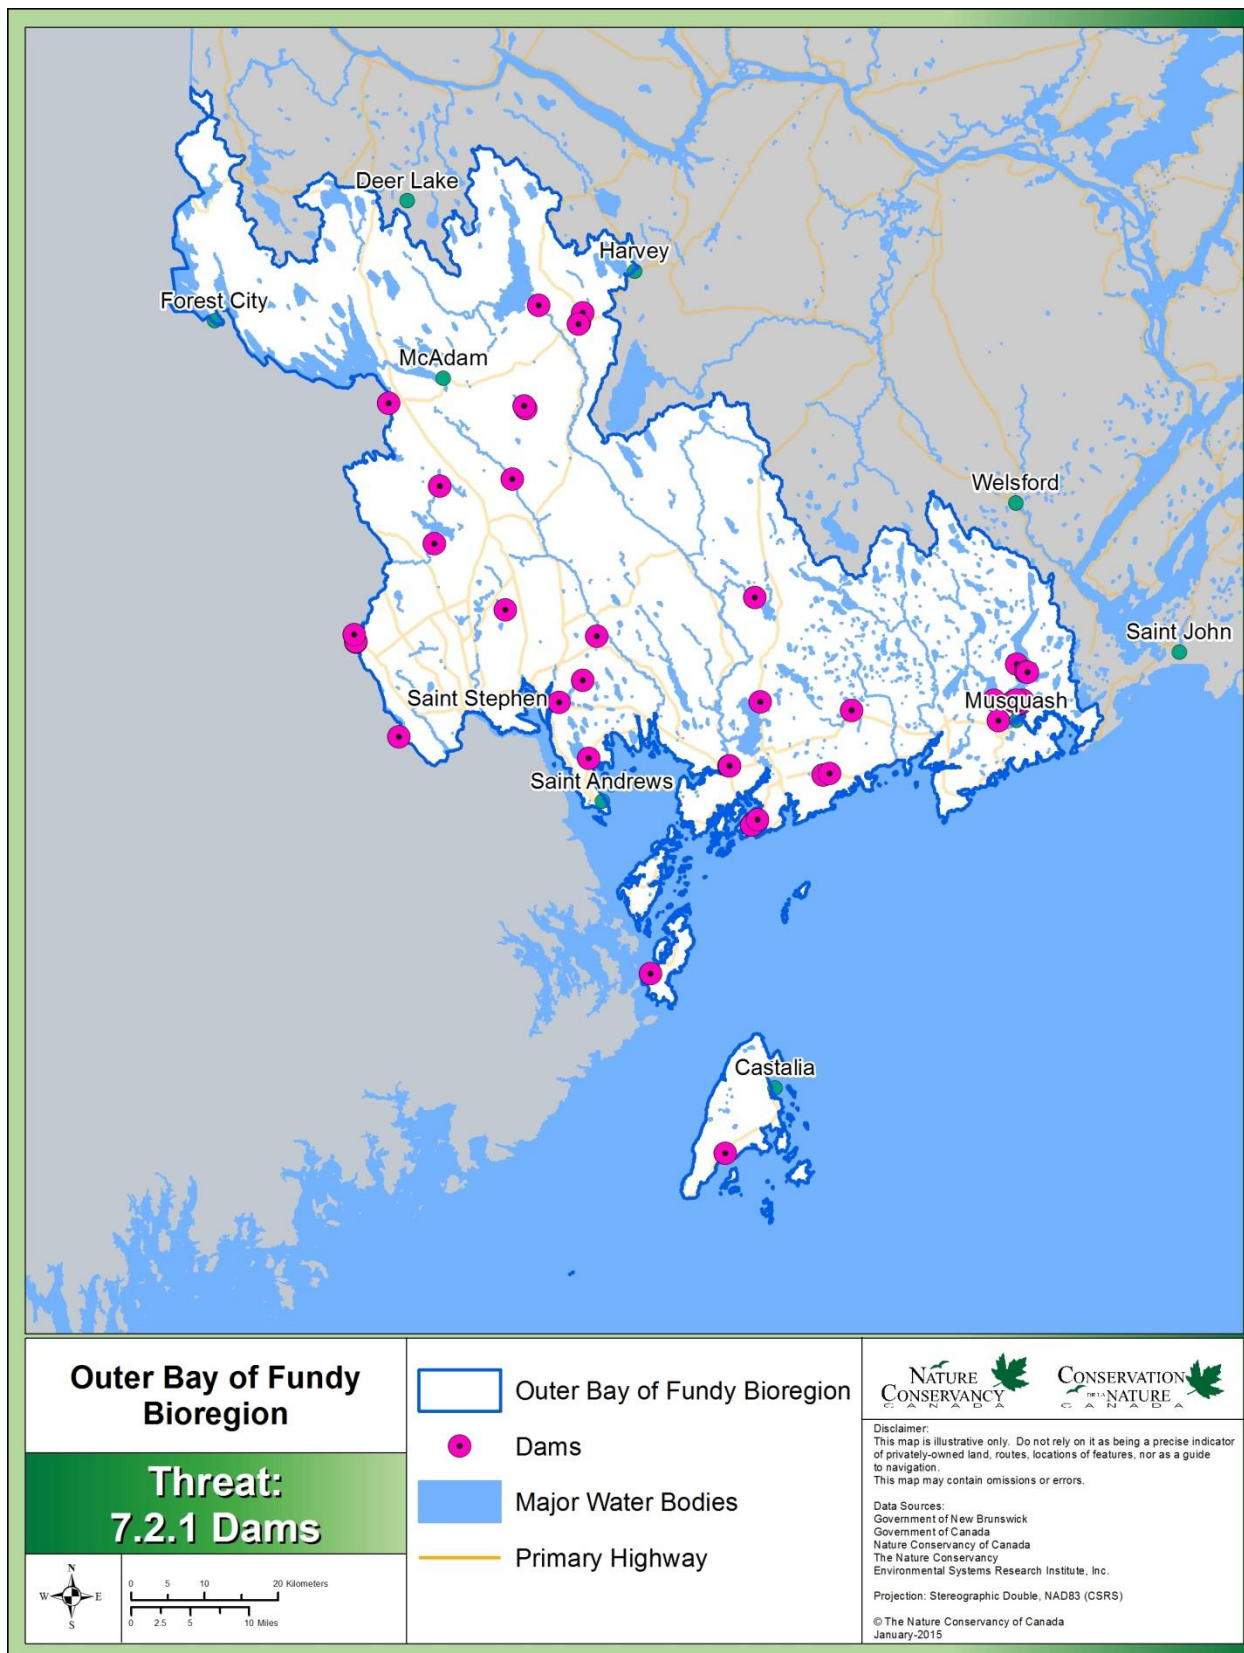 Deer Lake
Harvey
Forest City
McAdam
Welsford
Saint John
Saint Stephen
Musquash
Saint Andrews
Castalia
Outer Bay of Fundy
Bioregion
Threat:
7.2.1 Dams
N
W E
S
0 5 10 20 Kilometers
0 2.5 5 10 Miles
Outer Bay of Fundy Bioregion
Dams
Major Water Bodies
Primary Highway
NATURE
CONSERVANCY
CANADA
CONSERVATION
DE LA NATURE
CANADA
Disclaimer:
This map is illustrative only. Do not rely on it as being a precise indicator
of privately-owned land, routes, locations of features, nor as a guide
to navigation.
This map may contain omissions or errors.
Data Sources:
Government of New Brunswick
Government of Canada
Nature Conservancy of Canada
The Nature Conservancy
Environmental Systems Research Institute, Inc.
Projection: Stereographic Double, NAD83 (CSRS)
© The Nature Conservancy of Canada
January-2015